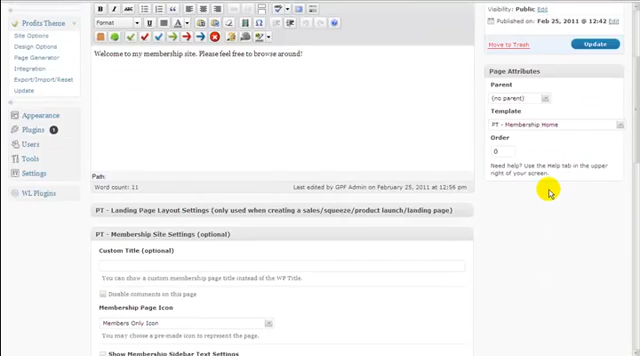 Profits Theme
Site Options
Design Options
Page Generator
Integration
Export/Import/Reset
Update
Appearance
Plugins 1
Users
Tools
Settings
WL Plugins
B I ABC
Format
Welcome to my membership site. Please feel free to browse around!
Path:
Word count: 11
Last added by GPF Admin on February 25, 2011 at 12:56 pm
PT - Landing Page Layout Settings (only used when creating a sales/squeeze/product launch/landing page)
PT - Membership Site Settings (optional)
Custom Title (optional)
You can show a custom membership page title instead of the WP Title.
Disable comments on this page
Membership Page Icon
Members Only Icon
You may choose a pre-made icon to represent the page.
Show Membership Sidebar Text Settings
Visibility: Public Edit
Published on: Feb 25, 2011 @ 12:42 Edit
Move to Trash
Update
Page Attributes
Parent
(no parent)
Template
PT - Membership Home
Order
0
Need help? Use the Help tab in the upper
right of your screen.